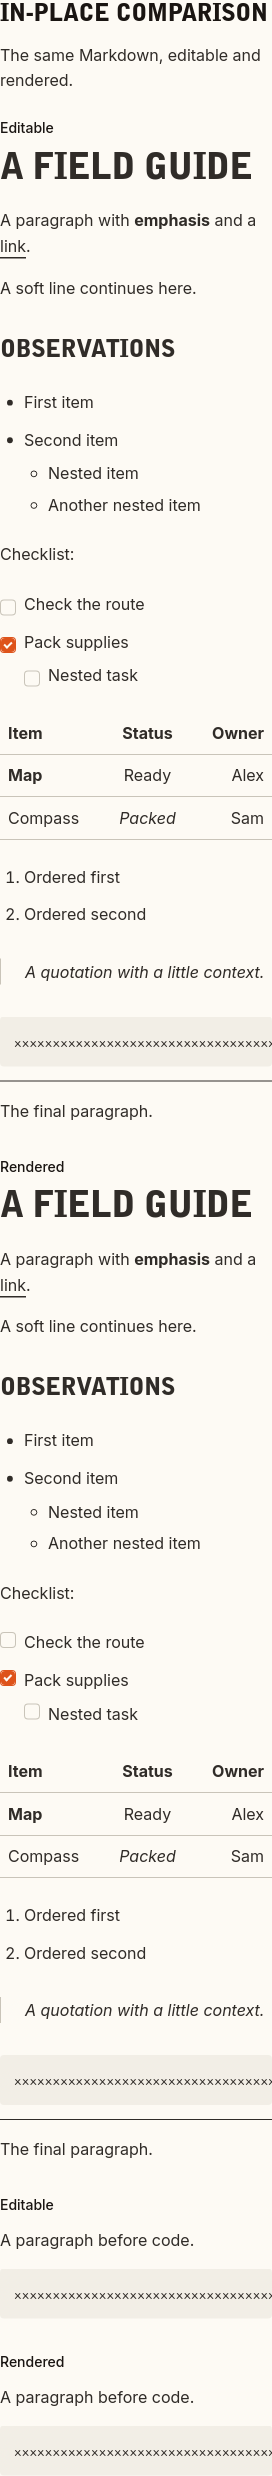 IN-PLACE COMPARISON
The same Markdown, editable and
rendered.
Editable
A FIELD GUIDE
A paragraph with emphasis and a
link.
A soft line continues here.
OBSERVATIONS
First item
Second item
Nested item
Another nested item
Checklist:
Check the route
Pack supplies
Nested task
Item Status Owner
Map Ready Alex
Compass Packed Sam
1. Ordered first
2. Ordered second
A quotation with a little context.
xxxxxxxxxxxxxxxxxxxxxxxxxxxxxxxxxx
The final paragraph.
Rendered
A FIELD GUIDE
A paragraph with emphasis and a
link.
A soft line continues here.
OBSERVATIONS
First item
Second item
Nested item
Another nested item
Checklist:
Check the route
Pack supplies
Nested task
Item Status Owner
Map Ready Alex
Compass Packed Sam
1. Ordered first
2. Ordered second
A quotation with a little context.
xxxxxxxxxxxxxxxxxxxxxxxxxxxxxxxxxx
The final paragraph.
Editable
A paragraph before code.
xxxxxxxxxxxxxxxxxxxxxxxxxxxxxxxxxx
Rendered
A paragraph before code.
xxxxxxxxxxxxxxxxxxxxxxxxxxxxxxxxxx